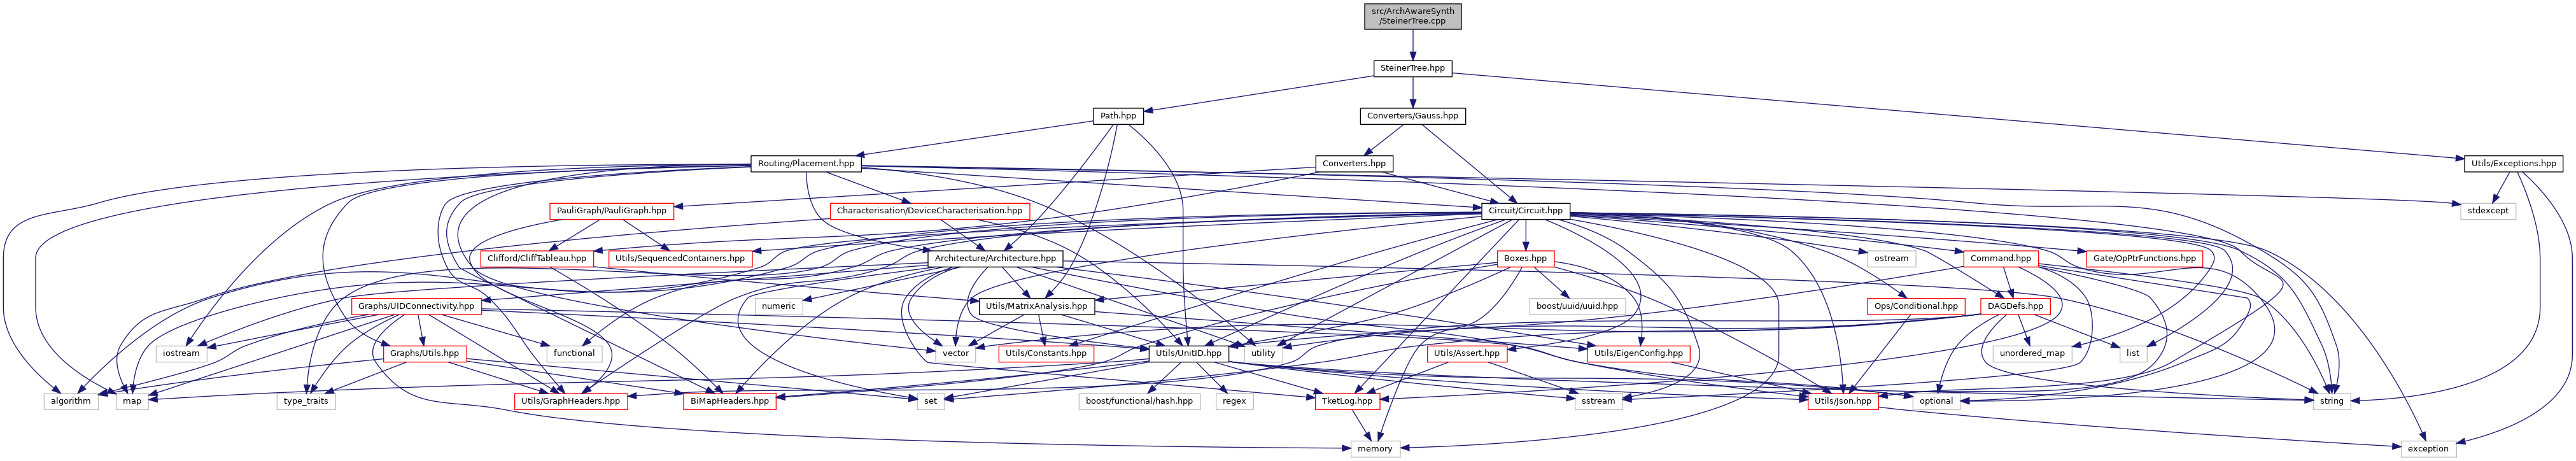 src/ArchAwareSynth
/SteinerTree.cpp
SteinerTree.hpp
Path.hpp
Converters/Gauss.hpp
Routing/Placement.hpp
Converters.hpp
Utils/Exceptions.hpp
PauliGraph/PauliGraph.hpp
Characterisation/DeviceCharacterisation.hpp
Circuit/Circuit.hpp
stdexcept
Clifford/CliffTableau.hpp
Utils/SequencedContainers.hpp
Architecture/Architecture.hpp
Boxes.hpp
ostream
Command.hpp
Gate/OpPtrFunctions.hpp
Graphs/UIDConnectivity.hpp
numeric
Utils/MatrixAnalysis.hpp
boost/uuid/uuid.hpp
Ops/Conditional.hpp
DAGDefs.hpp
iostream
Graphs/Utils.hpp
functional
vector
Utils/Constants.hpp
Utils/UnitID.hpp
utility
Utils/Assert.hpp
Utils/EigenConfig.hpp
unordered_map
list
algorithm
map
type_traits
Utils/GraphHeaders.hpp
BiMapHeaders.hpp
set
boost/functional/hash.hpp
regex
TketLog.hpp
sstream
Utils/Json.hpp
optional
string
memory
exception